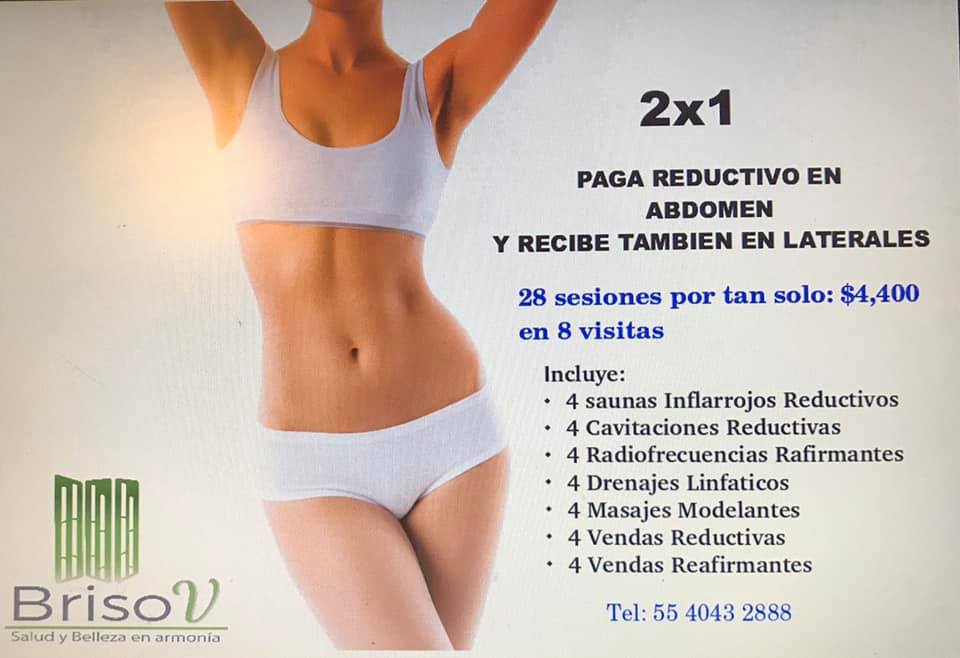 2x1
PAGA REDUCTIVO EN
ABDOMEN
Y RECIBE TAMBIEN EN LATERALES
28 sesiones por tan solo: $4,400
en 8 visitas
Incluye:
• 4 saunas Inflarrojos Reductivos
• 4 Cavitaciones Reductivas
• 4 Radiofrecuencias Rafirmantes
• 4 Drenajes Linfaticos
• 4 Masajes Modelantes
• 4 Vendas Reductivas
• 4 Vendas Reafirmantes
Tel: 55 4043 2888
BrisoV
Salud y Belleza en armonía